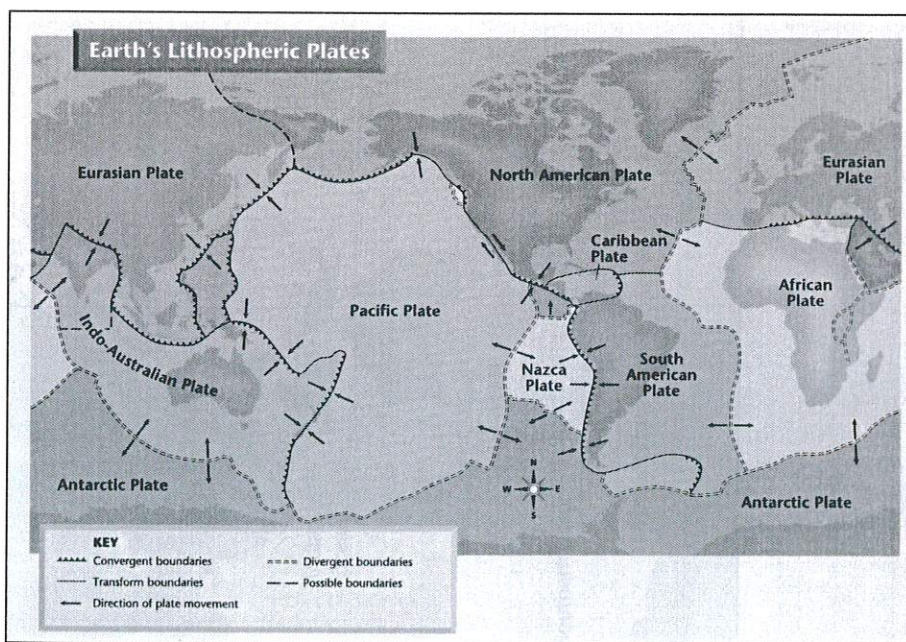 Earth's Lithospheric Plates
Eurasian Plate
North American Plate
Eurasian
Plate
Caribbean
Plate
African
Plate
Pacific Plate
Indo-Australian Plate
Nazca
Plate
South
American
Plate
Antarctic Plate
N
W E
S
Antarctic Plate
KEY
Convergent boundaries
Divergent boundaries
Transform boundaries
Possible boundaries
Direction of plate movement